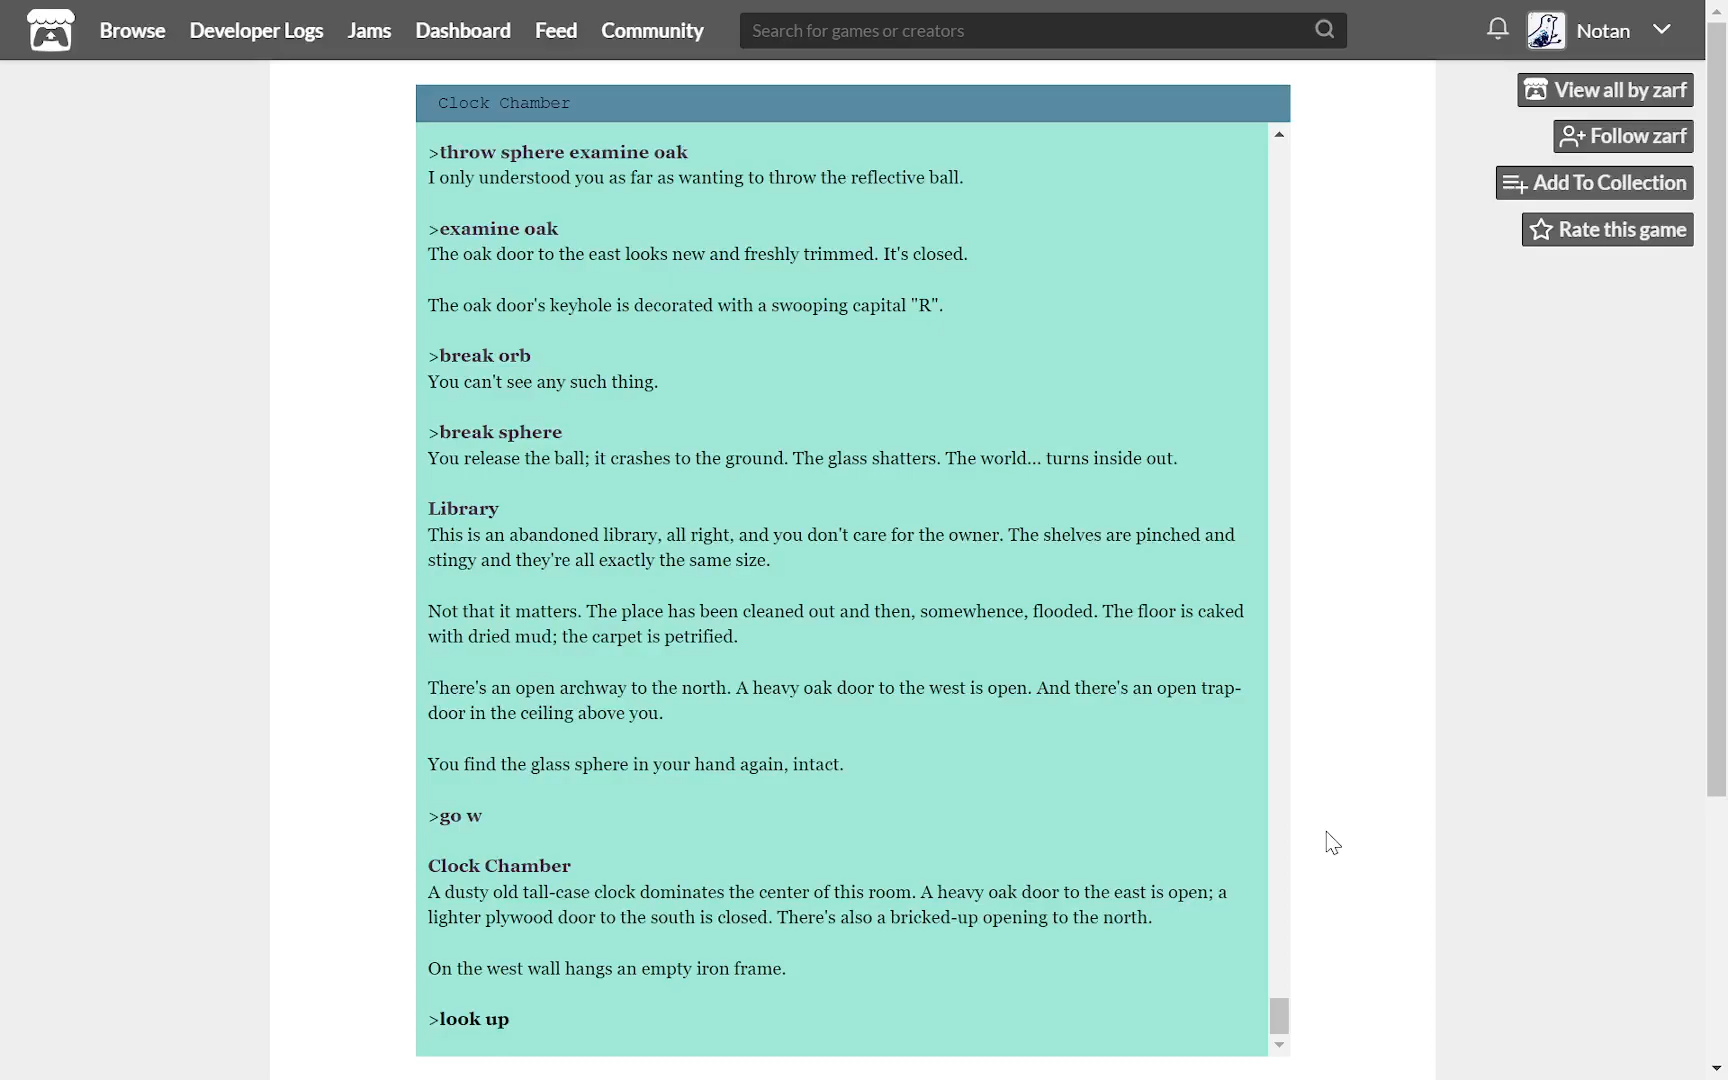 Browse Developer Logs Jams Dashboard Feed Community Search for games or creators Notan
View all by zarf
Follow zarf
Add To Collection
Rate this game
Clock Chamber
>throw sphere examine oak
I only understood you as far as wanting to throw the reflective ball.
>examine oak
The oak door to the east looks new and freshly trimmed. It's closed.
The oak door's keyhole is decorated with a swooping capital "R".
>break orb
You can't see any such thing.
>break sphere
You release the ball; it crashes to the ground. The glass shatters. The world... turns inside out.
Library
This is an abandoned library, all right, and you don't care for the owner. The shelves are pinched and
stingy and they're all exactly the same size.
Not that it matters. The place has been cleaned out and then, somewhence, flooded. The floor is caked
with dried mud; the carpet is petrified.
There's an open archway to the north. A heavy oak door to the west is open. And there's an open trap-
door in the ceiling above you.
You find the glass sphere in your hand again, intact.
>go w
Clock Chamber
A dusty old tall-case clock dominates the center of this room. A heavy oak door to the east is open; a
lighter plywood door to the south is closed. There's also a bricked-up opening to the north.
On the west wall hangs an empty iron frame.
>look up